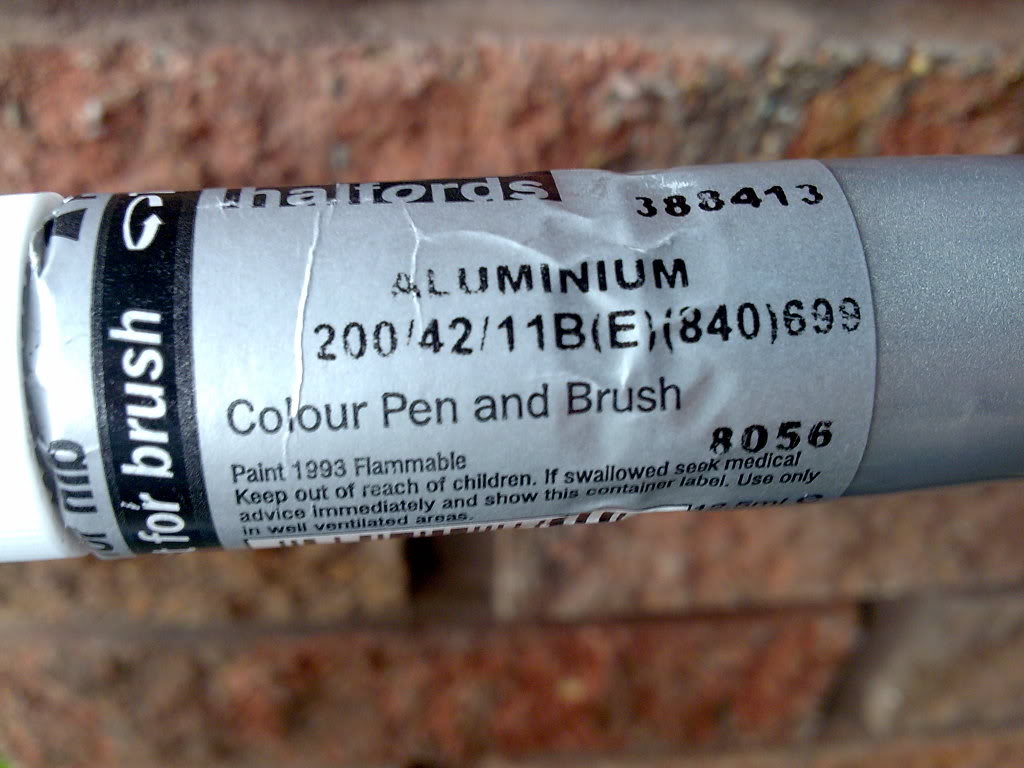 halfords
383413
ALUMINIUM
200/42/11B(E)(840)699
Colour Pen and Brush
8056
Paint 1993 Flammable
Keep out of reach of children. If swallowed seek medical
advice immediately and show this container label. Use only
in well ventilated areas.
for brush
nib